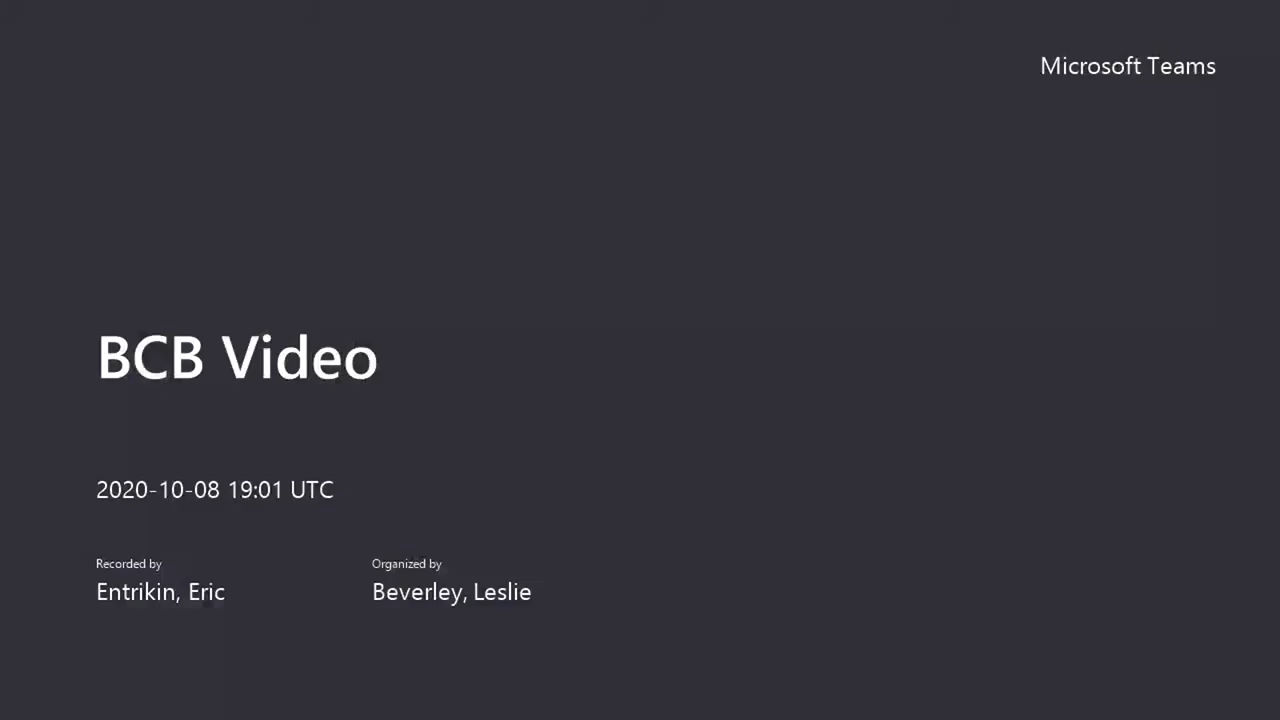 Microsoft Teams
BCB Video
2020-10-08 19:01 UTC
Recorded by
Entrikin, Eric
Organized by
Beverley, Leslie